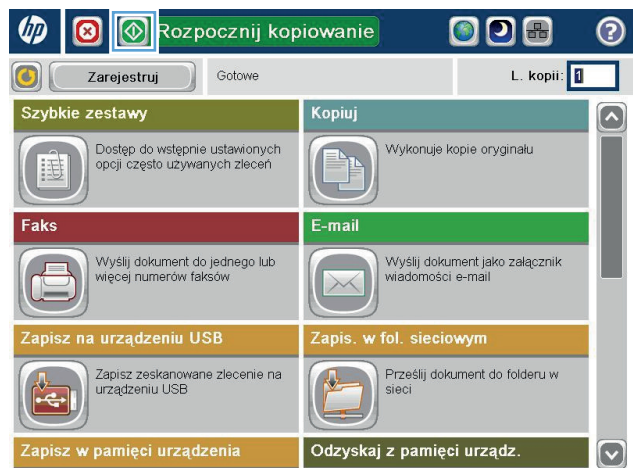 hp
Rozpocznij kopiowanie
?
Zarejestruj
Gotowe
L. kopii: 1
Szybkie zestawy
Kopiuj
Dostęp do wstępnie ustawionych
opcji często używanych zleceń
Wykonuje kopie oryginału
Faks
E-mail
Wyślij dokument do jednego lub
więcej numerów faksów
Wyślij dokument jako załącznik
wiadomości e-mail
Zapisz na urządzeniu USB
Zapis. w fol. sieciowym
Zapisz zeskanowane zlecenie na
urządzeniu USB
Prześlij dokument do folderu w
sieci
Zapisz w pamięci urządzenia
Odzyskaj z pamięci urządz.